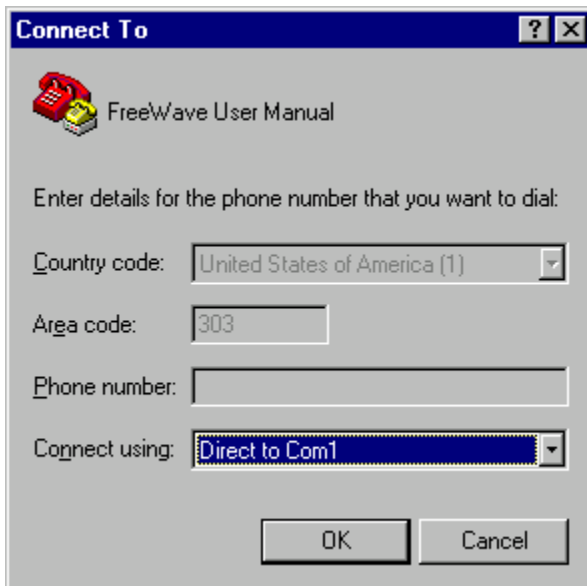 Connect To
FreeWave User Manual
Enter details for the phone number that you want to dial:
Country code: United States of America (1)
Area code: 303
Phone number:
Connect using: Direct to Com1
OK Cancel